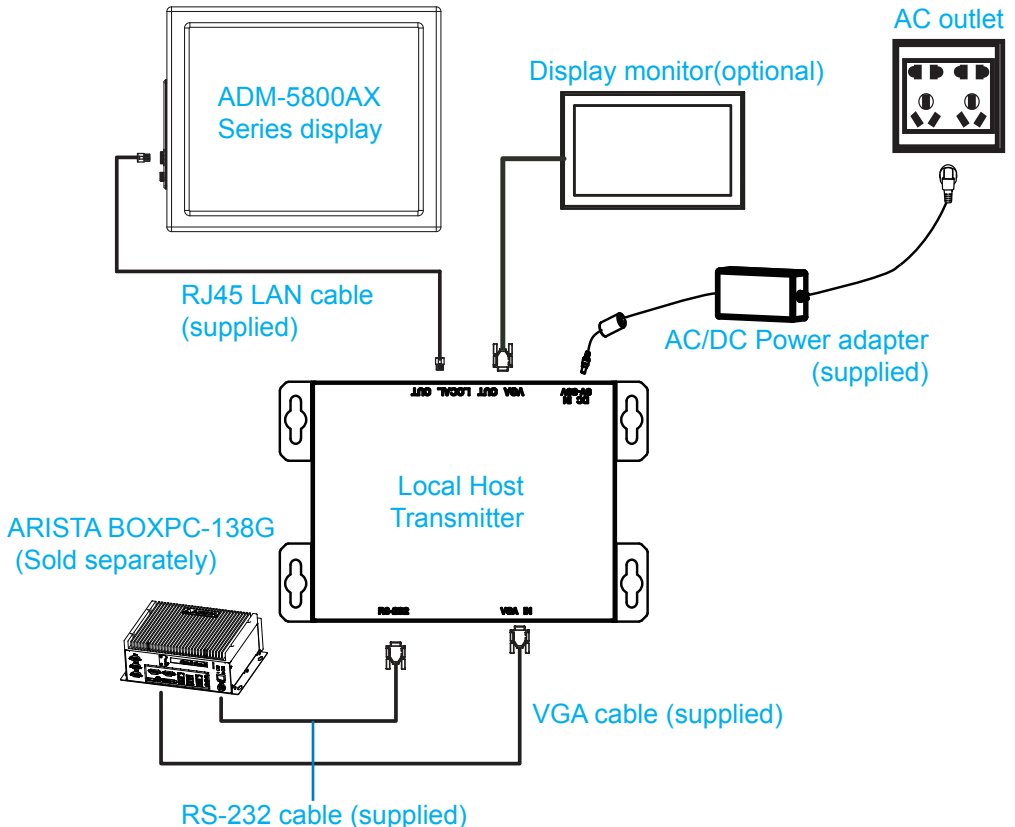 AC outlet
Display monitor(optional)
ADM-5800AX
Series display
RJ45 LAN cable
(supplied)
AC/DC Power adapter
(supplied)
LOCAL OUT
VGA OUT
DC IN
Local Host
Transmitter
ARISTA BOXPC-138G
(Sold separately)
VGA IN
VGA cable (supplied)
RS-232 cable (supplied)